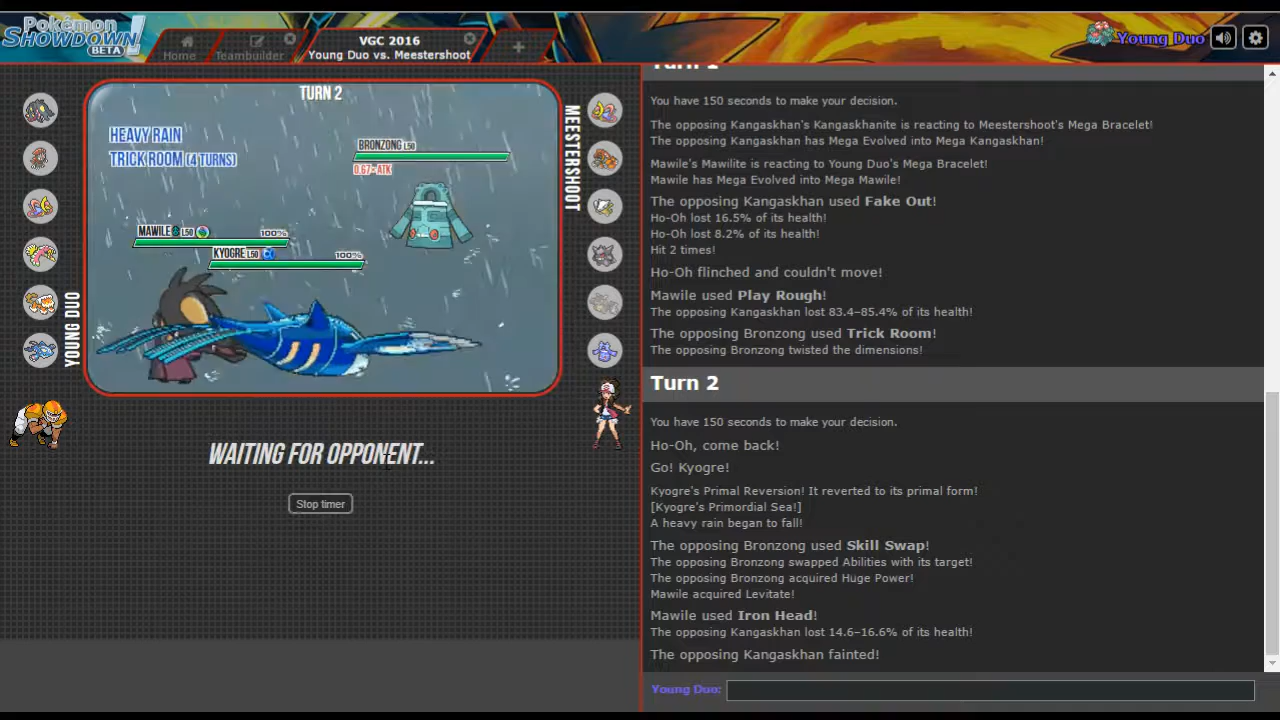 Pokémon
SHOWDOWN
BETA
Home
Teambuilder
VGC 2016
Young Duo vs. Meestershoot
+
Young Duo
TURN 2
HEAVY RAIN
TRICK ROOM (4 TURNS)
BRONZONG L50
0.67× ATK
MAWILE L50
100%
KYOGRE L50
100%
YOUNG DUO
MEESTERSHOOT
WAITING FOR OPPONENT...
Stop timer
Turn 1
You have 150 seconds to make your decision.
The opposing Kangaskhan's Kangaskhanite is reacting to Meestershoot's Mega Bracelet!
The opposing Kangaskhan has Mega Evolved into Mega Kangaskhan!
Mawile's Mawilite is reacting to Young Duo's Mega Bracelet!
Mawile has Mega Evolved into Mega Mawile!
The opposing Kangaskhan used Fake Out!
Ho-Oh lost 16.5% of its health!
Ho-Oh lost 8.2% of its health!
Hit 2 times!
Ho-Oh flinched and couldn't move!
Mawile used Play Rough!
The opposing Kangaskhan lost 83.4–85.4% of its health!
The opposing Bronzong used Trick Room!
The opposing Bronzong twisted the dimensions!
Turn 2
You have 150 seconds to make your decision.
Ho-Oh, come back!
Go! Kyogre!
Kyogre's Primal Reversion! It reverted to its primal form!
[Kyogre's Primordial Sea!]
A heavy rain began to fall!
The opposing Bronzong used Skill Swap!
The opposing Bronzong swapped Abilities with its target!
The opposing Bronzong acquired Huge Power!
Mawile acquired Levitate!
Mawile used Iron Head!
The opposing Kangaskhan lost 14.6–16.6% of its health!
The opposing Kangaskhan fainted!
Young Duo: